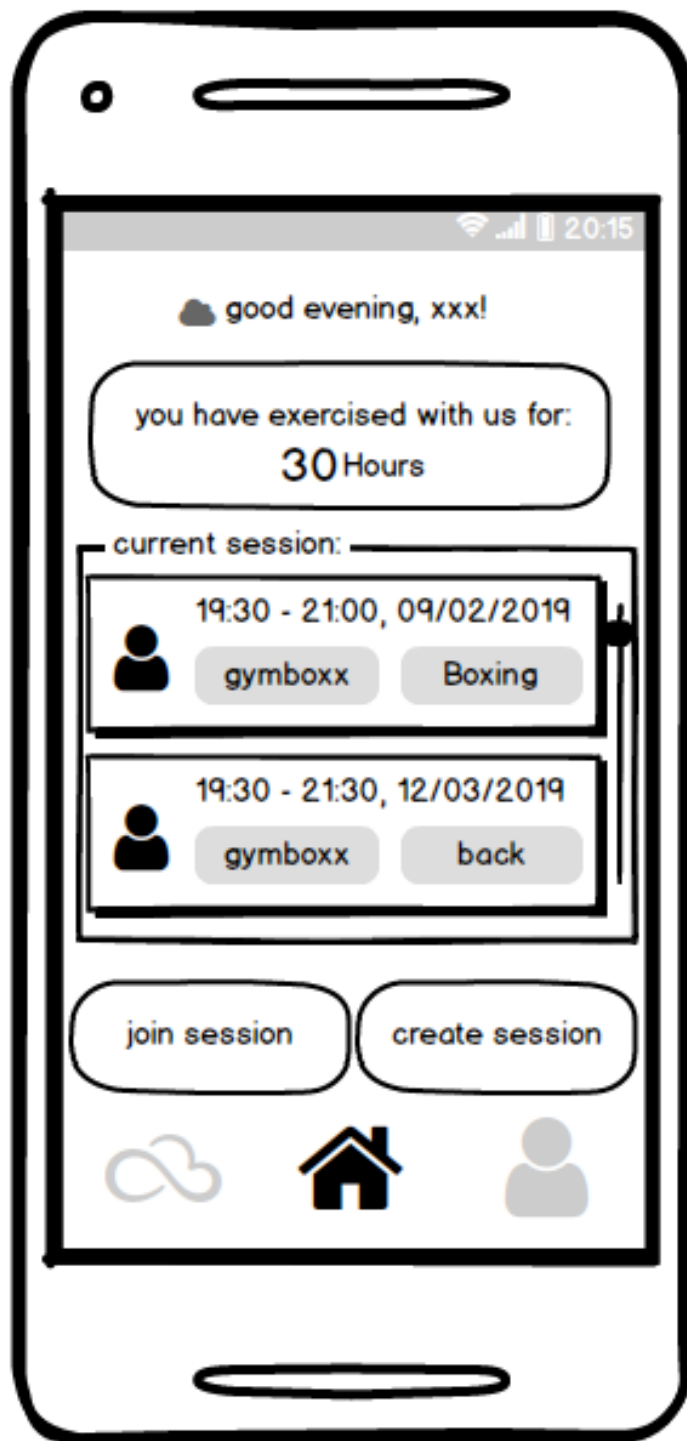 20:15
good evening, xxx!
you have exercised with us for:
30 Hours
current session:
19:30 - 21:00, 09/02/2019
gymboxx Boxing
19:30 - 21:30, 12/03/2019
gymboxx back
join session create session